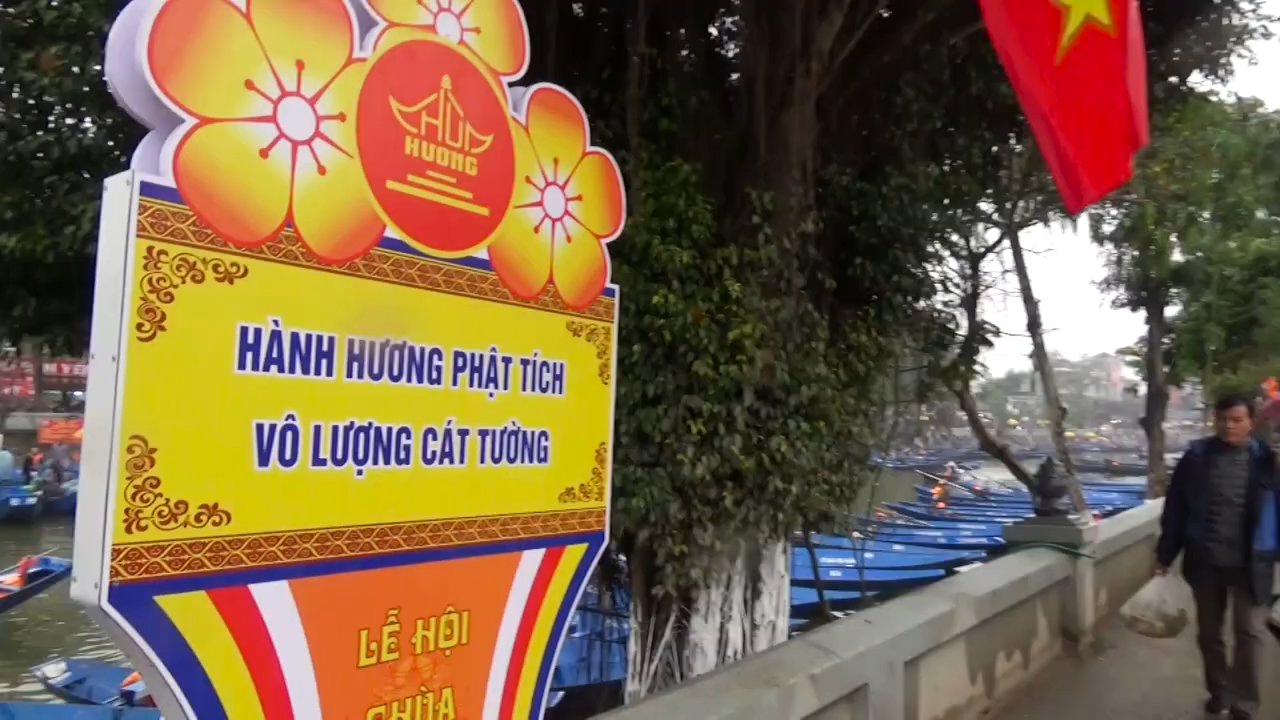 CHÙA
HƯƠNG
HÀNH HƯƠNG PHẬT TÍCH
VÔ LƯỢNG CÁT TƯỜNG
LỄ HỘI
CHÙA